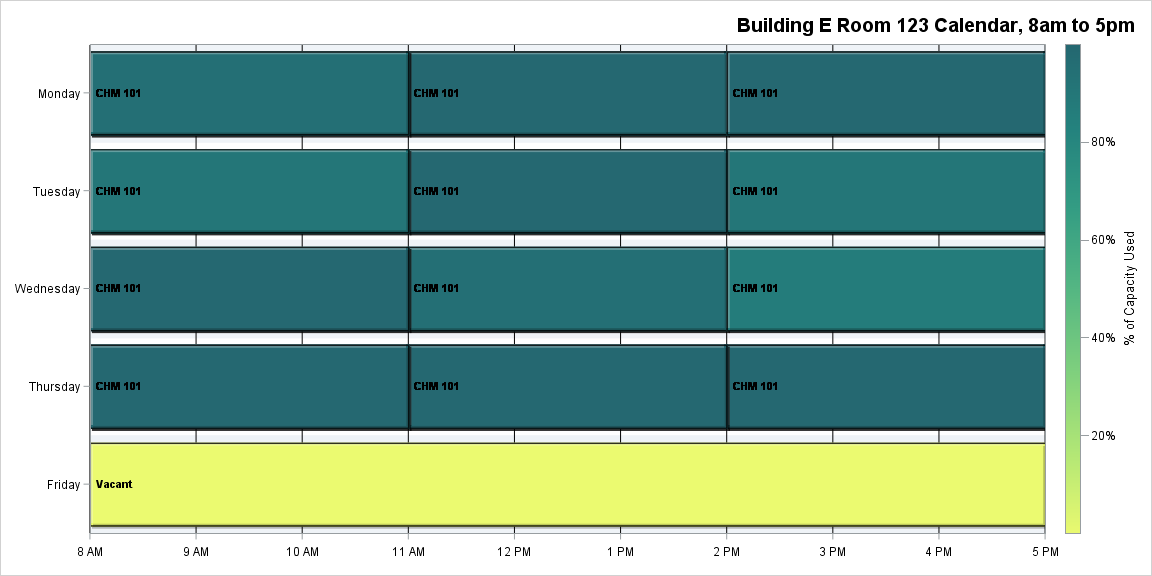 Building E Room 123 Calendar, 8am to 5pm
Monday
CHM 101 CHM 101 CHM 101
Tuesday
CHM 101 CHM 101 CHM 101
Wednesday
CHM 101 CHM 101 CHM 101
Thursday
CHM 101 CHM 101 CHM 101
Friday
Vacant
8 AM 9 AM 10 AM 11 AM 12 PM 1 PM 2 PM 3 PM 4 PM 5 PM
80%
60%
40%
20%
% of Capacity Used